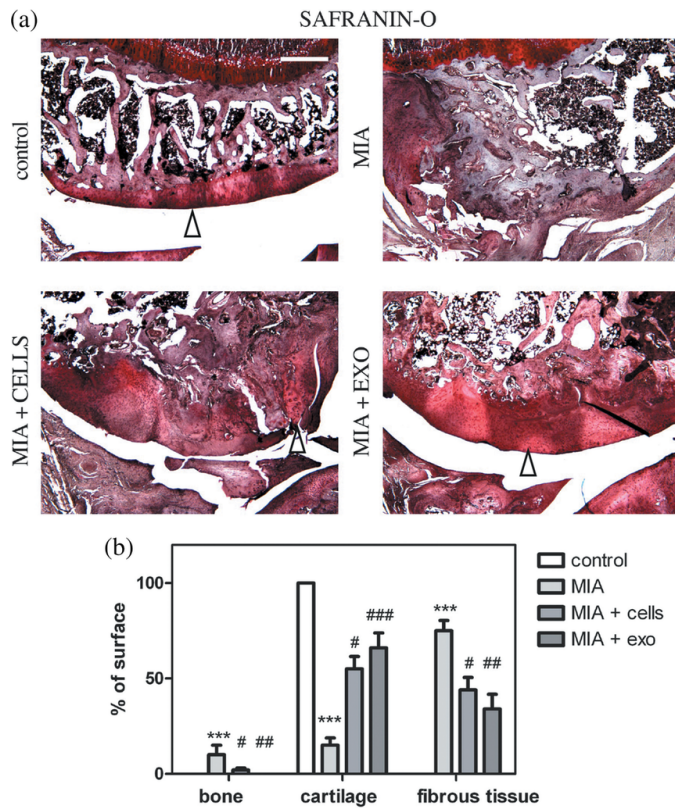 (a)
SAFRANIN-O
control
MIA
MIA + CELLS
MIA + EXO
(b)
% of surface
100
50
0
*** # ##
*** # ###
*** # ##
bone cartilage fibrous tissue
control
MIA
MIA + cells
MIA + exo